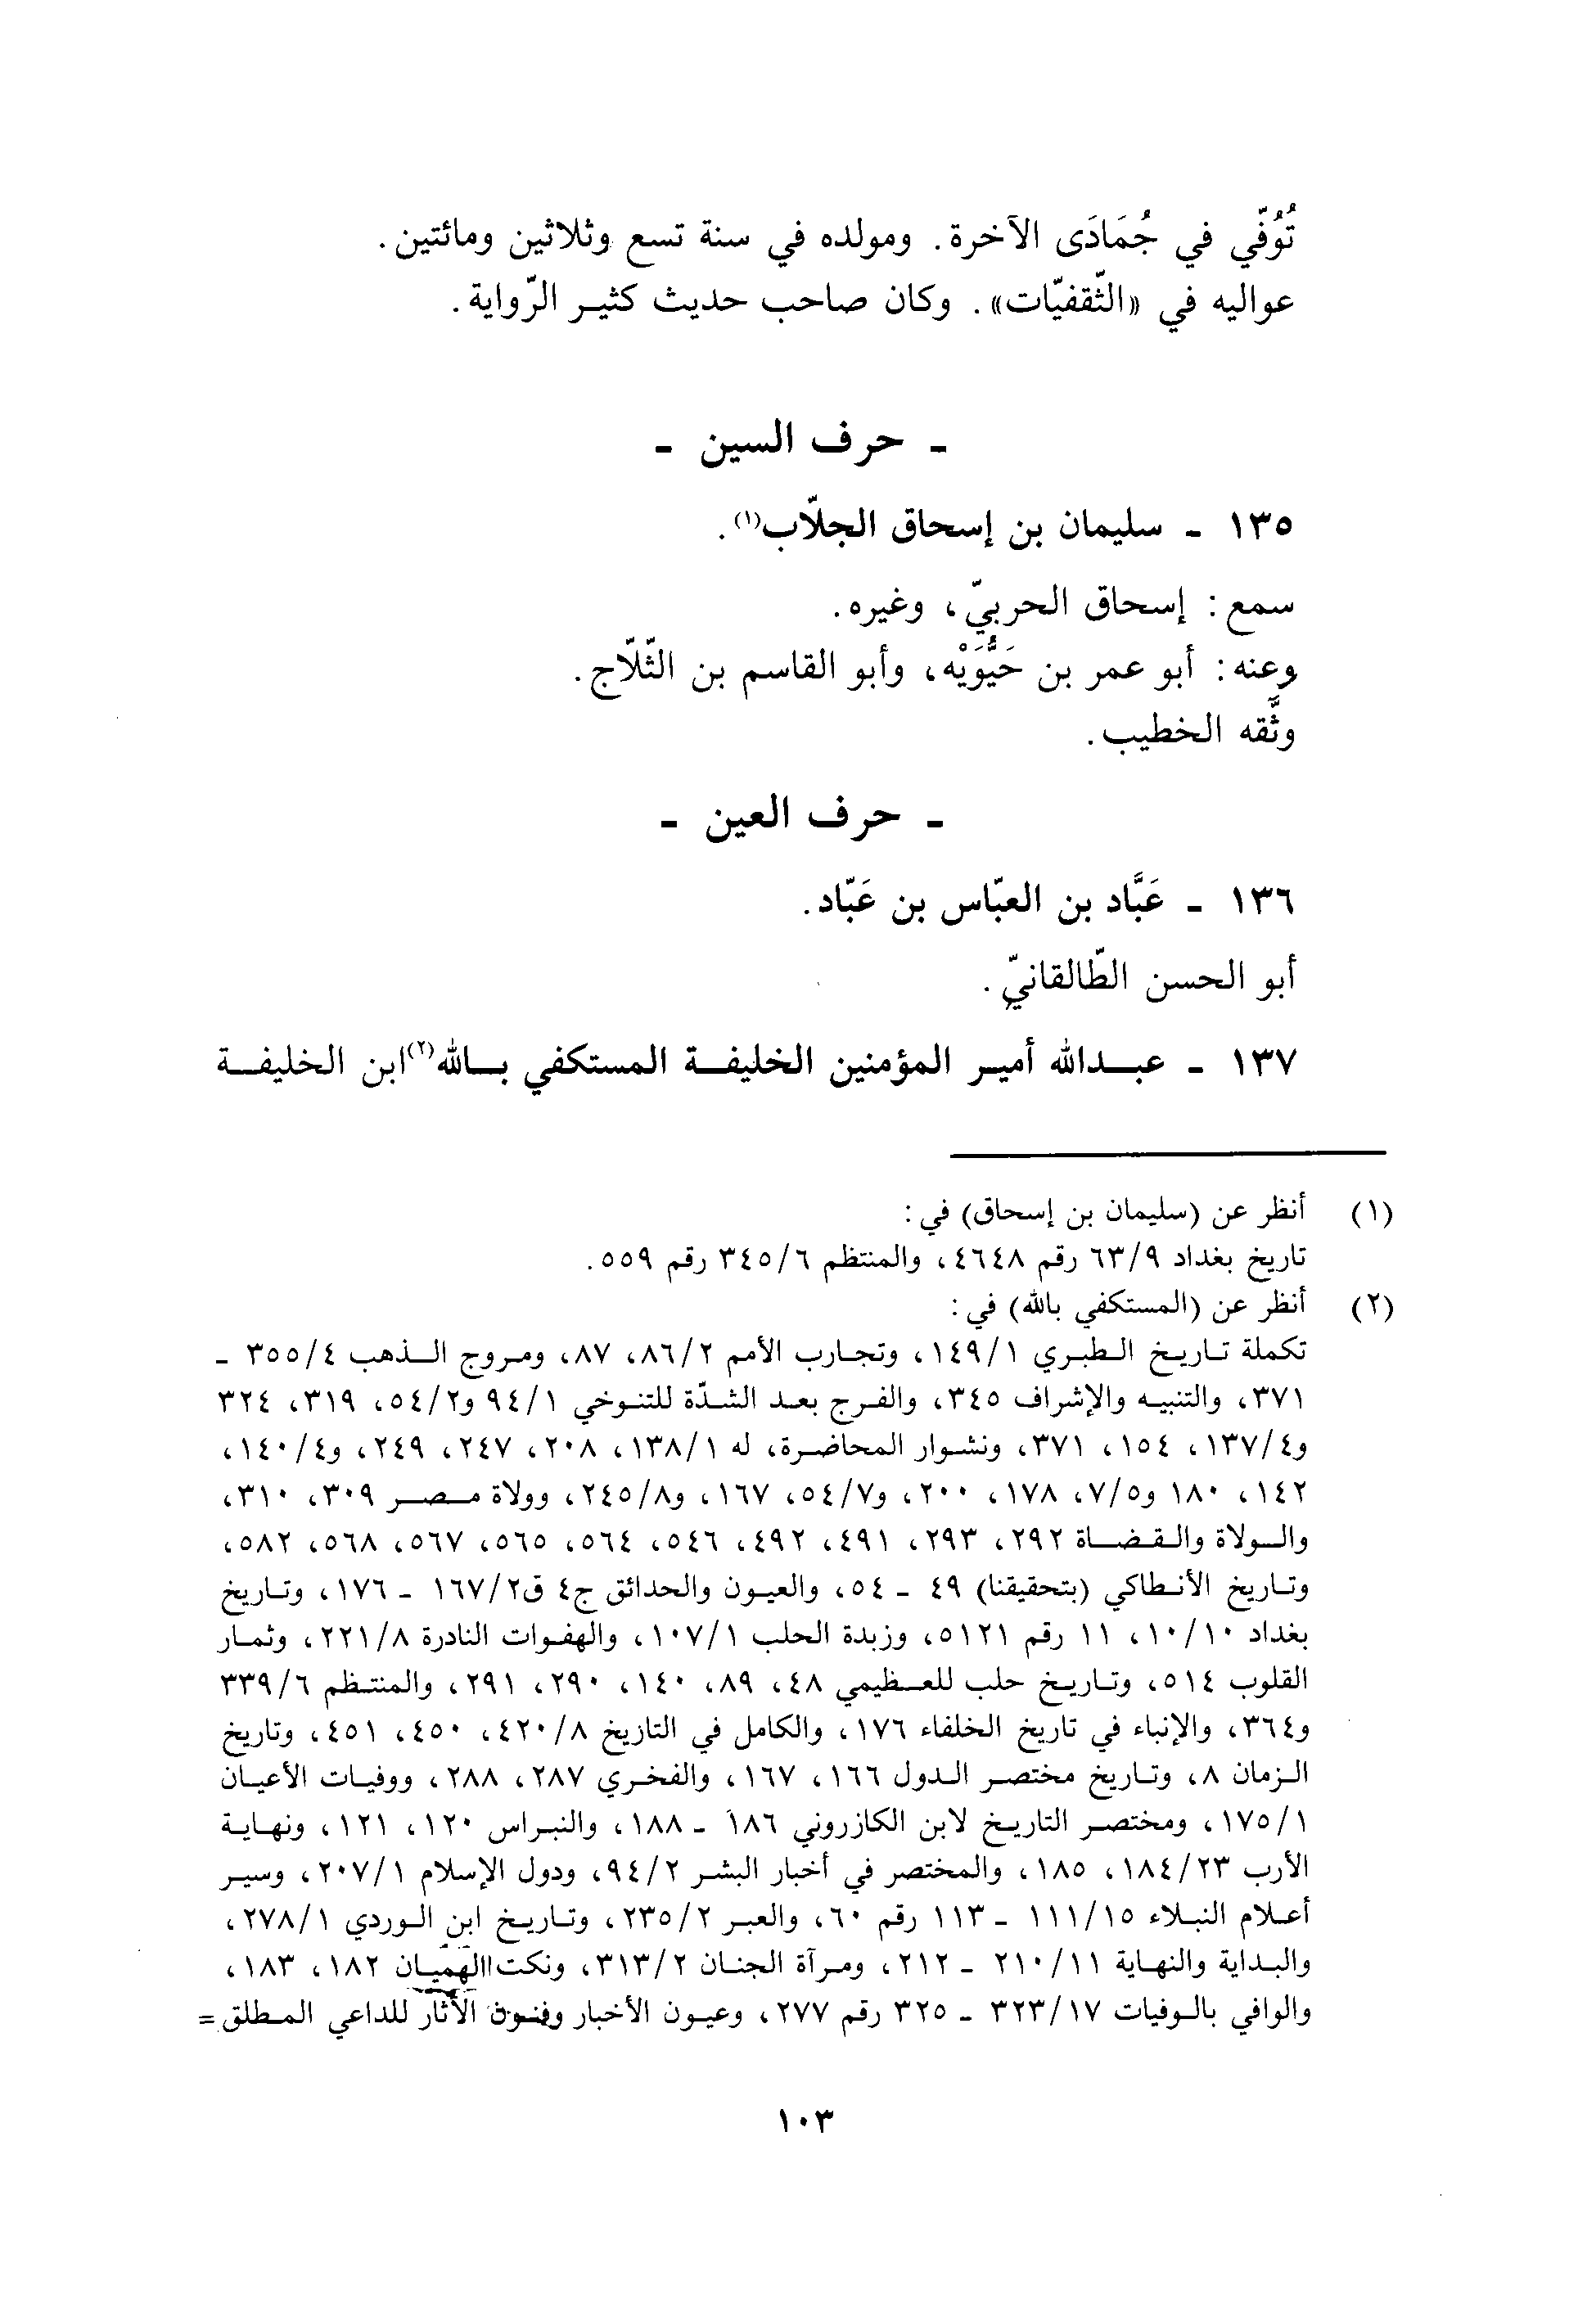 تُوُفّي في جُمَادَى الآخرة. ومولده في سنة تسع وثلاثين ومائتين.
عواليه في «الثّقفيّات». وكان صاحب حديث كثير الرّواية.
- حرف السين -
١٣٥ - سليمان بن إسحاق الجلّاب(١).
سمع: إسحاق الحربيّ، وغيره.
وعنه: أبو عمر بن حَيُّوَيْه، وأبو القاسم بن الثّلّاج.
وثَّقه الخطيب.
- حرف العين -
١٣٦ - عَبَّاد بن العبّاس بن عَبّاد.
أبو الحسن الطّالقانيّ.
١٣٧ - عبدالله أمير المؤمنين الخليفة المستكفي بالله(٢) ابن الخليفة
(١) أنظر عن (سليمان بن إسحاق) في:
تاريخ بغداد ٦٣/٩ رقم ٤٦٤٨، والمنتظم ٣٤٥/٦ رقم ٥٥٩.
(٢) أنظر عن (المستكفي بالله) في:
تكملة تاريخ الطبري ١٤٩/١، وتجارب الأمم ٨٦/٢، ٨٧، ومروج الذهب ٣٥٥/٤ -
٣٧١، والتنبيه والإشراف ٣٤٥، والفرج بعد الشدّة للتنوخي ٩٤/١ و٥٤/٢، ٣١٩، ٣٢٤
و١٣٧/٤، ١٥٤، ٣٧١، ونشوار المحاضرة، له ١٣٨/١، ٢٠٨، ٢٤٧، ٢٤٩، و١٤٠/٤،
١٤٢، ١٨٠ و٧/٥، ١٧٨، ٢٠٠، و٥٤/٧، ١٦٧، و٢٤٥/٨، وولاة مصر ٣٠٩، ٣١٠،
والولاة والقضاة ٢٩٢، ٢٩٣، ٤٩١، ٤٩٢، ٥٤٦، ٥٦٤، ٥٦٥، ٥٦٧، ٥٦٨، ٥٨٢،
وتاريخ الأنطاكي (بتحقيقنا) ٤٩ - ٥٤، والعيون والحدائق ج٤ ق١٦٧/٢ - ١٧٦، وتاريخ
بغداد ١٠/١٠، ١١ رقم ٥١٢١، وزبدة الحلب ١٠٧/١، والهفوات النادرة ٢٢١/٨، وثمار
القلوب ٥١٤، وتاريخ حلب للعظيمي ٤٨، ٨٩، ١٤٠، ٢٩٠، ٢٩١، والمنتظم ٣٣٩/٦
و٣٦٤، والإنباء في تاريخ الخلفاء ١٧٦، والكامل في التاريخ ٤٢٠/٨، ٤٥٠، ٤٥١، وتاريخ
الزمان ٨، وتاريخ مختصر الدول ١٦٦، ١٦٧، والفخري ٢٨٧، ٢٨٨، ووفيات الأعيان
١٧٥/١، ومختصر التاريخ لابن الكازروني ١٨٦ - ١٨٨، والنبراس ١٢٠، ١٢١، ونهاية
الأرب ١٨٤/٢٣، ١٨٥، والمختصر في أخبار البشر ٩٤/٢، ودول الإسلام ٢٠٧/١، وسير
أعلام النبلاء ١١١/١٥ - ١١٣ رقم ٦٠، والعبر ٢٣٥/٢، وتاريخ ابن الوردي ٢٧٨/١،
والبداية والنهاية ٢١٠/١١ - ٢١٢، ومرآة الجنان ٣١٣/٢، ونكت الهميان ١٨٢، ١٨٣،
والوافي بالوفيات ٣٢٣/١٧ - ٣٢٥ رقم ٢٧٧، وعيون الأخبار وفنون الآثار للداعي المطلق =
١٠٣